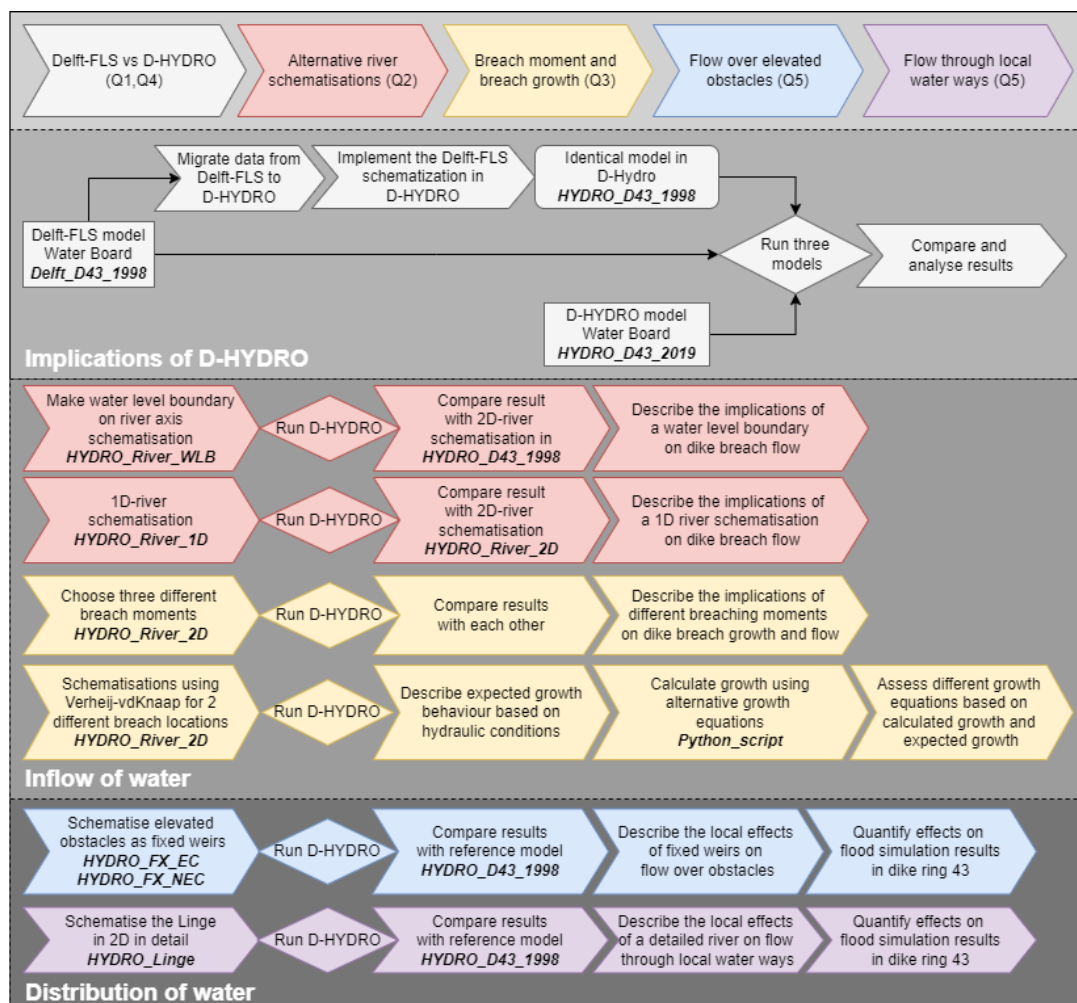 Delft-FLS vs D-HYDRO
(Q1,Q4)
Alternative river
schematisations (Q2)
Breach moment and
breach growth (Q3)
Flow over elevated
obstacles (Q5)
Flow through local
water ways (Q5)
Migrate data from
Delft-FLS to
D-HYDRO
Implement the Delft-FLS
schematization in
D-HYDRO
Identical model in
D-Hydro
HYDRO_D43_1998
Delft-FLS model
Water Board
Delft_D43_1998
Run three
models
Compare and
analyse results
D-HYDRO model
Water Board
HYDRO_D43_2019
Implications of D-HYDRO
Make water level boundary
on river axis
schematisation
HYDRO_River_WLB
Run D-HYDRO
Compare result
with 2D-river
schematisation in
HYDRO_D43_1998
Describe the implications of
a water level boundary
on dike breach flow
1D-river
schematisation
HYDRO_River_1D
Run D-HYDRO
Compare result
with 2D-river
schematisation
HYDRO_River_2D
Describe the implications of
a 1D river schematisation
on dike breach flow
Choose three different
breach moments
HYDRO_River_2D
Run D-HYDRO
Compare results
with each other
Describe the implications of
different breaching moments
on dike breach growth and flow
Schematisations using
Verheij-vdKnaap for 2
different breach locations
HYDRO_River_2D
Run D-HYDRO
Describe expected growth
behaviour based on
hydraulic conditions
Calculate growth using
alternative growth
equations
Python_script
Assess different growth
equations based on
calculated growth and
expected growth
Inflow of water
Schematise elevated
obstacles as fixed weirs
HYDRO_FX_EC
HYDRO_FX_NEC
Run D-HYDRO
Compare results
with reference model
HYDRO_D43_1998
Describe the local effects
of fixed weirs on
flow over obstacles
Quantify effects on
flood simulation results
in dike ring 43
Schematise the Linge
in 2D in detail
HYDRO_Linge
Run D-HYDRO
Compare results
with reference model
HYDRO_D43_1998
Describe the local effects
of a detailed river on flow
through local water ways
Quantify effects on
flood simulation results
in dike ring 43
Distribution of water